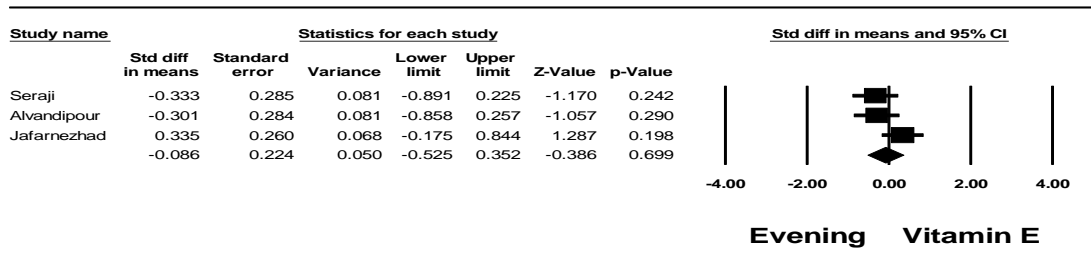 Study name Statistics for each study Std diff in means and 95% CI
Std diff Standard Lower Upper
in means error Variance limit limit Z-Value p-Value
Seraji -0.333 0.285 0.081 -0.891 0.225 -1.170 0.242
Alvandipour -0.301 0.284 0.081 -0.858 0.257 -1.057 0.290
Jafarnezhad 0.335 0.260 0.068 -0.175 0.844 1.287 0.198
-0.086 0.224 0.050 -0.525 0.352 -0.386 0.699
-4.00 -2.00 0.00 2.00 4.00
Evening Vitamin E